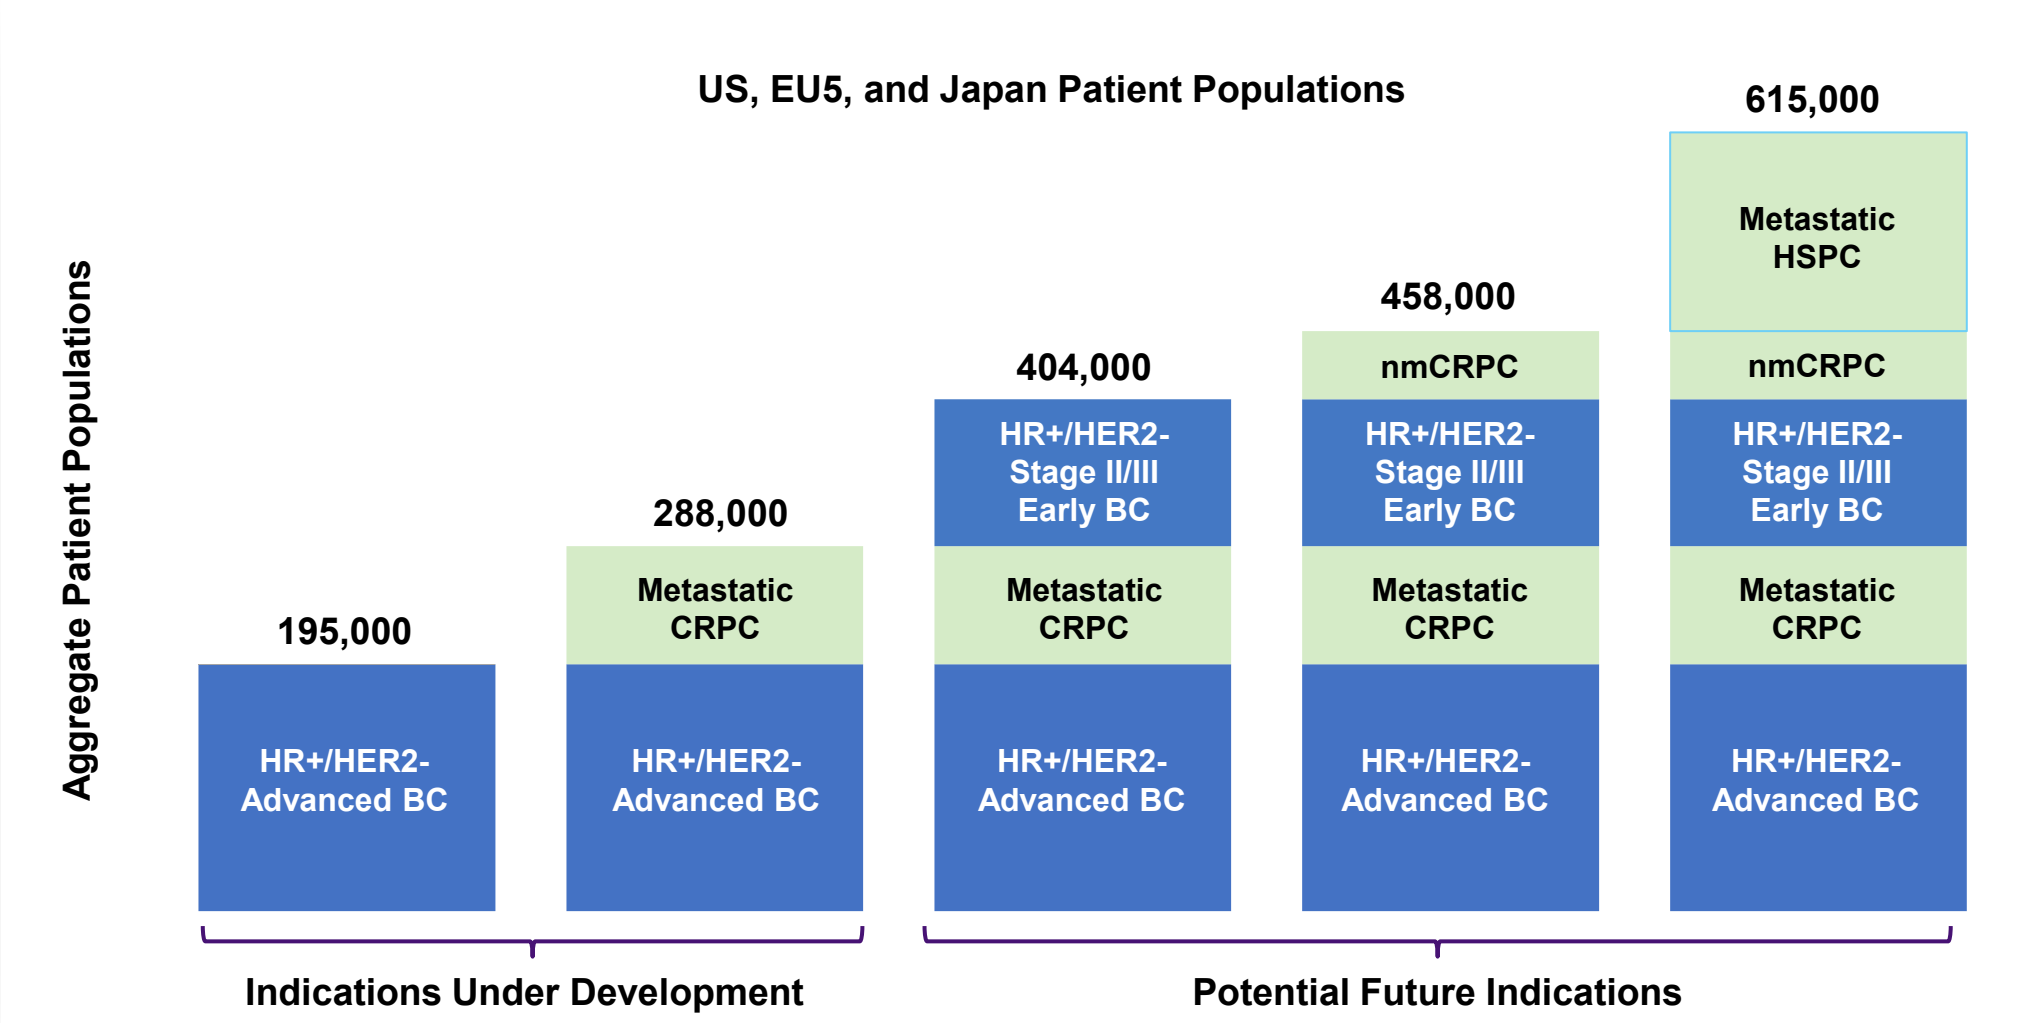 US, EU5, and Japan Patient Populations
Aggregate Patient Populations
195,000
HR+/HER2-
Advanced BC
288,000
Metastatic
CRPC
HR+/HER2-
Advanced BC
404,000
HR+/HER2-
Stage II/III
Early BC
Metastatic
CRPC
HR+/HER2-
Advanced BC
458,000
nmCRPC
HR+/HER2-
Stage II/III
Early BC
Metastatic
CRPC
HR+/HER2-
Advanced BC
615,000
Metastatic
HSPC
nmCRPC
HR+/HER2-
Stage II/III
Early BC
Metastatic
CRPC
HR+/HER2-
Advanced BC
Indications Under Development
Potential Future Indications